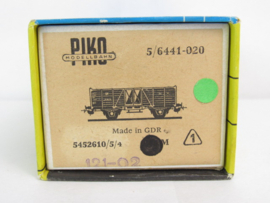 PIKO
MODELLBAHN
5/6441-020
Made in GDR
5452610/5/4 M
1
121-02